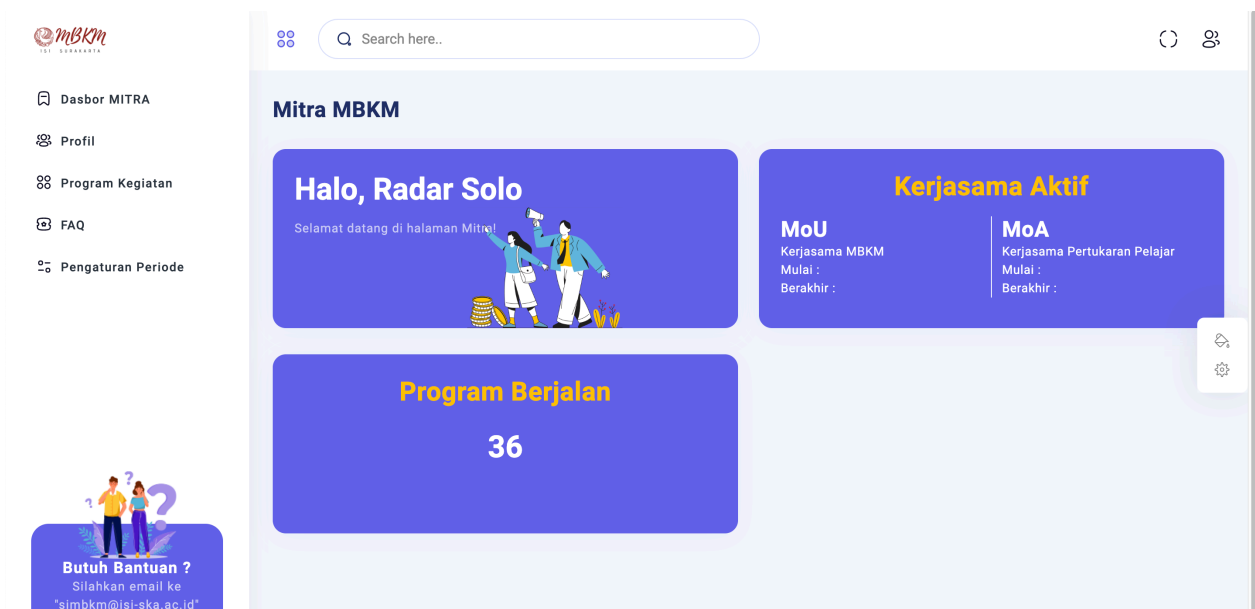 MBKM
ISI SURAKARTA
Search here..
Dasbor MITRA
Profil
Program Kegiatan
FAQ
Pengaturan Periode
Mitra MBKM
Halo, Radar Solo
Selamat datang di halaman Mitra!
Kerjasama Aktif
MoU
Kerjasama MBKM
Mulai :
Berakhir :
MoA
Kerjasama Pertukaran Pelajar
Mulai :
Berakhir :
Program Berjalan
36
Butuh Bantuan ?
Silahkan email ke
"simbkm@isi-ska.ac.id"